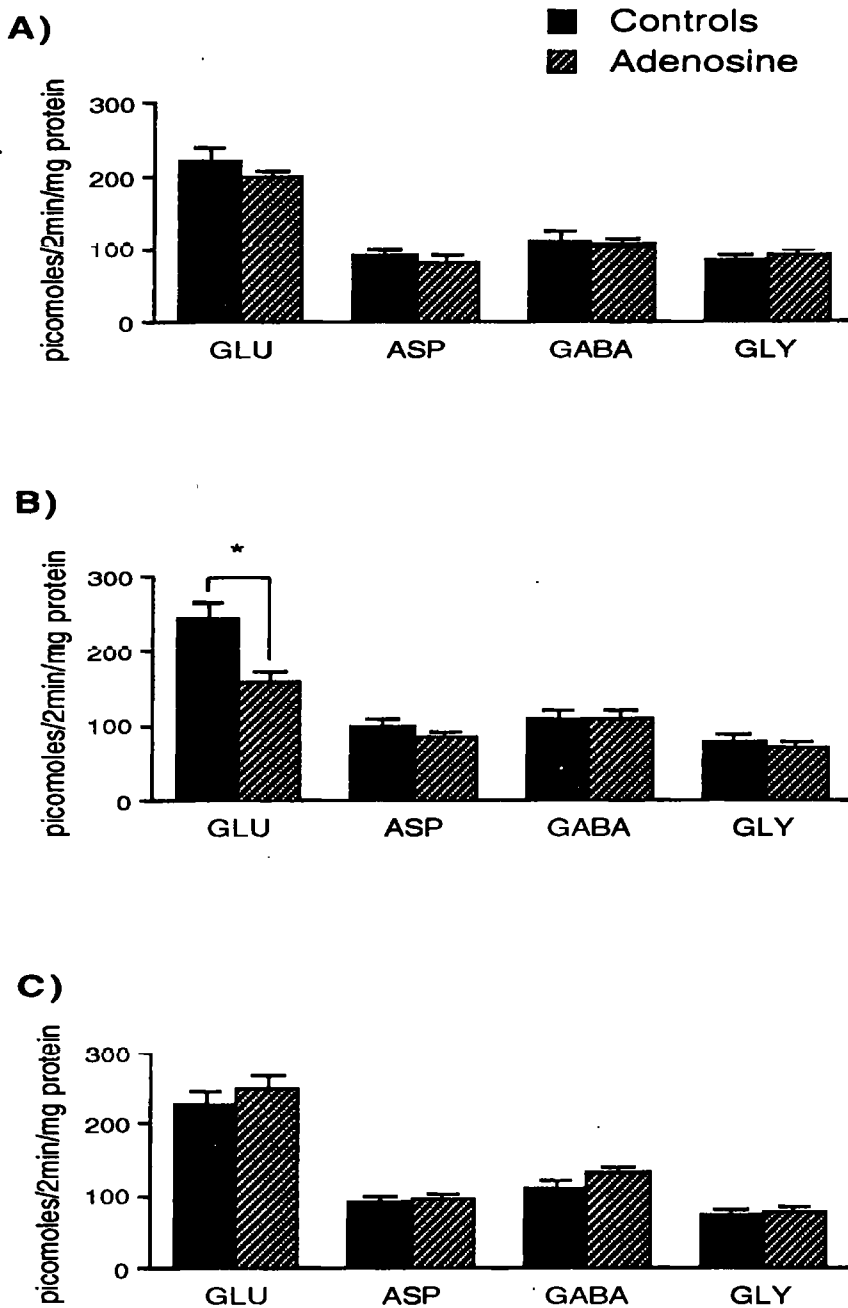 A)
Controls
Adenosine
picomoles/2min/mg protein
300
200
100
0
GLU ASP GABA GLY
B)
*
picomoles/2min/mg protein
300
200
100
0
GLU ASP GABA GLY
C)
picomoles/2min/mg protein
300
200
100
0
GLU ASP GABA GLY